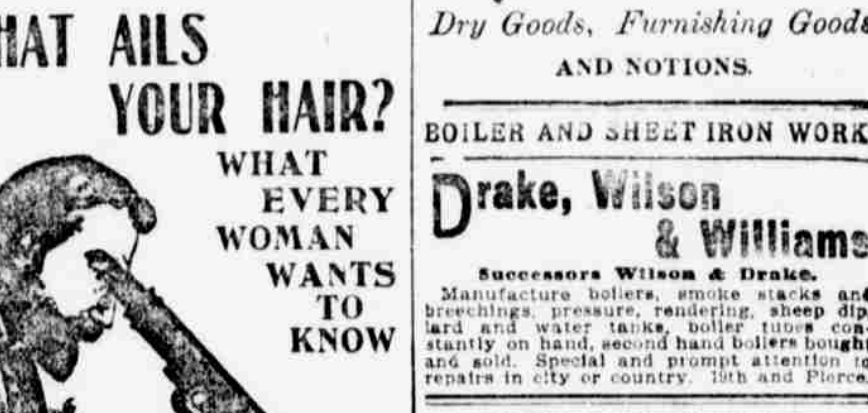 HAT AILS
YOUR HAIR?
WHAT
EVERY
WOMAN
WANTS
TO
KNOW
Dry Goods, Furnishing Goods
AND NOTIONS.
BOILER AND SHEET IRON WORK
Drake, Wilson
& Williams
Successors Wilson & Drake.
Manufacture boilers, smoke stacks and
breechings, pressure, rendering, sheep dip,
lard and water tanks, boiler tubes con-
stantly on hand, second hand boilers bought
and sold. Special and prompt attention to
repairs in city or country. 19th and Pierce